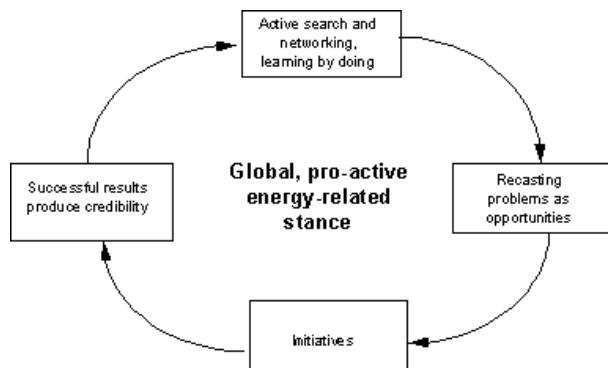 Active search and
networking,
learning by doing
Global, pro-active
energy-related
stance
Successful results
produce credibility
Recasting
problems as
opportunities
Initiatives